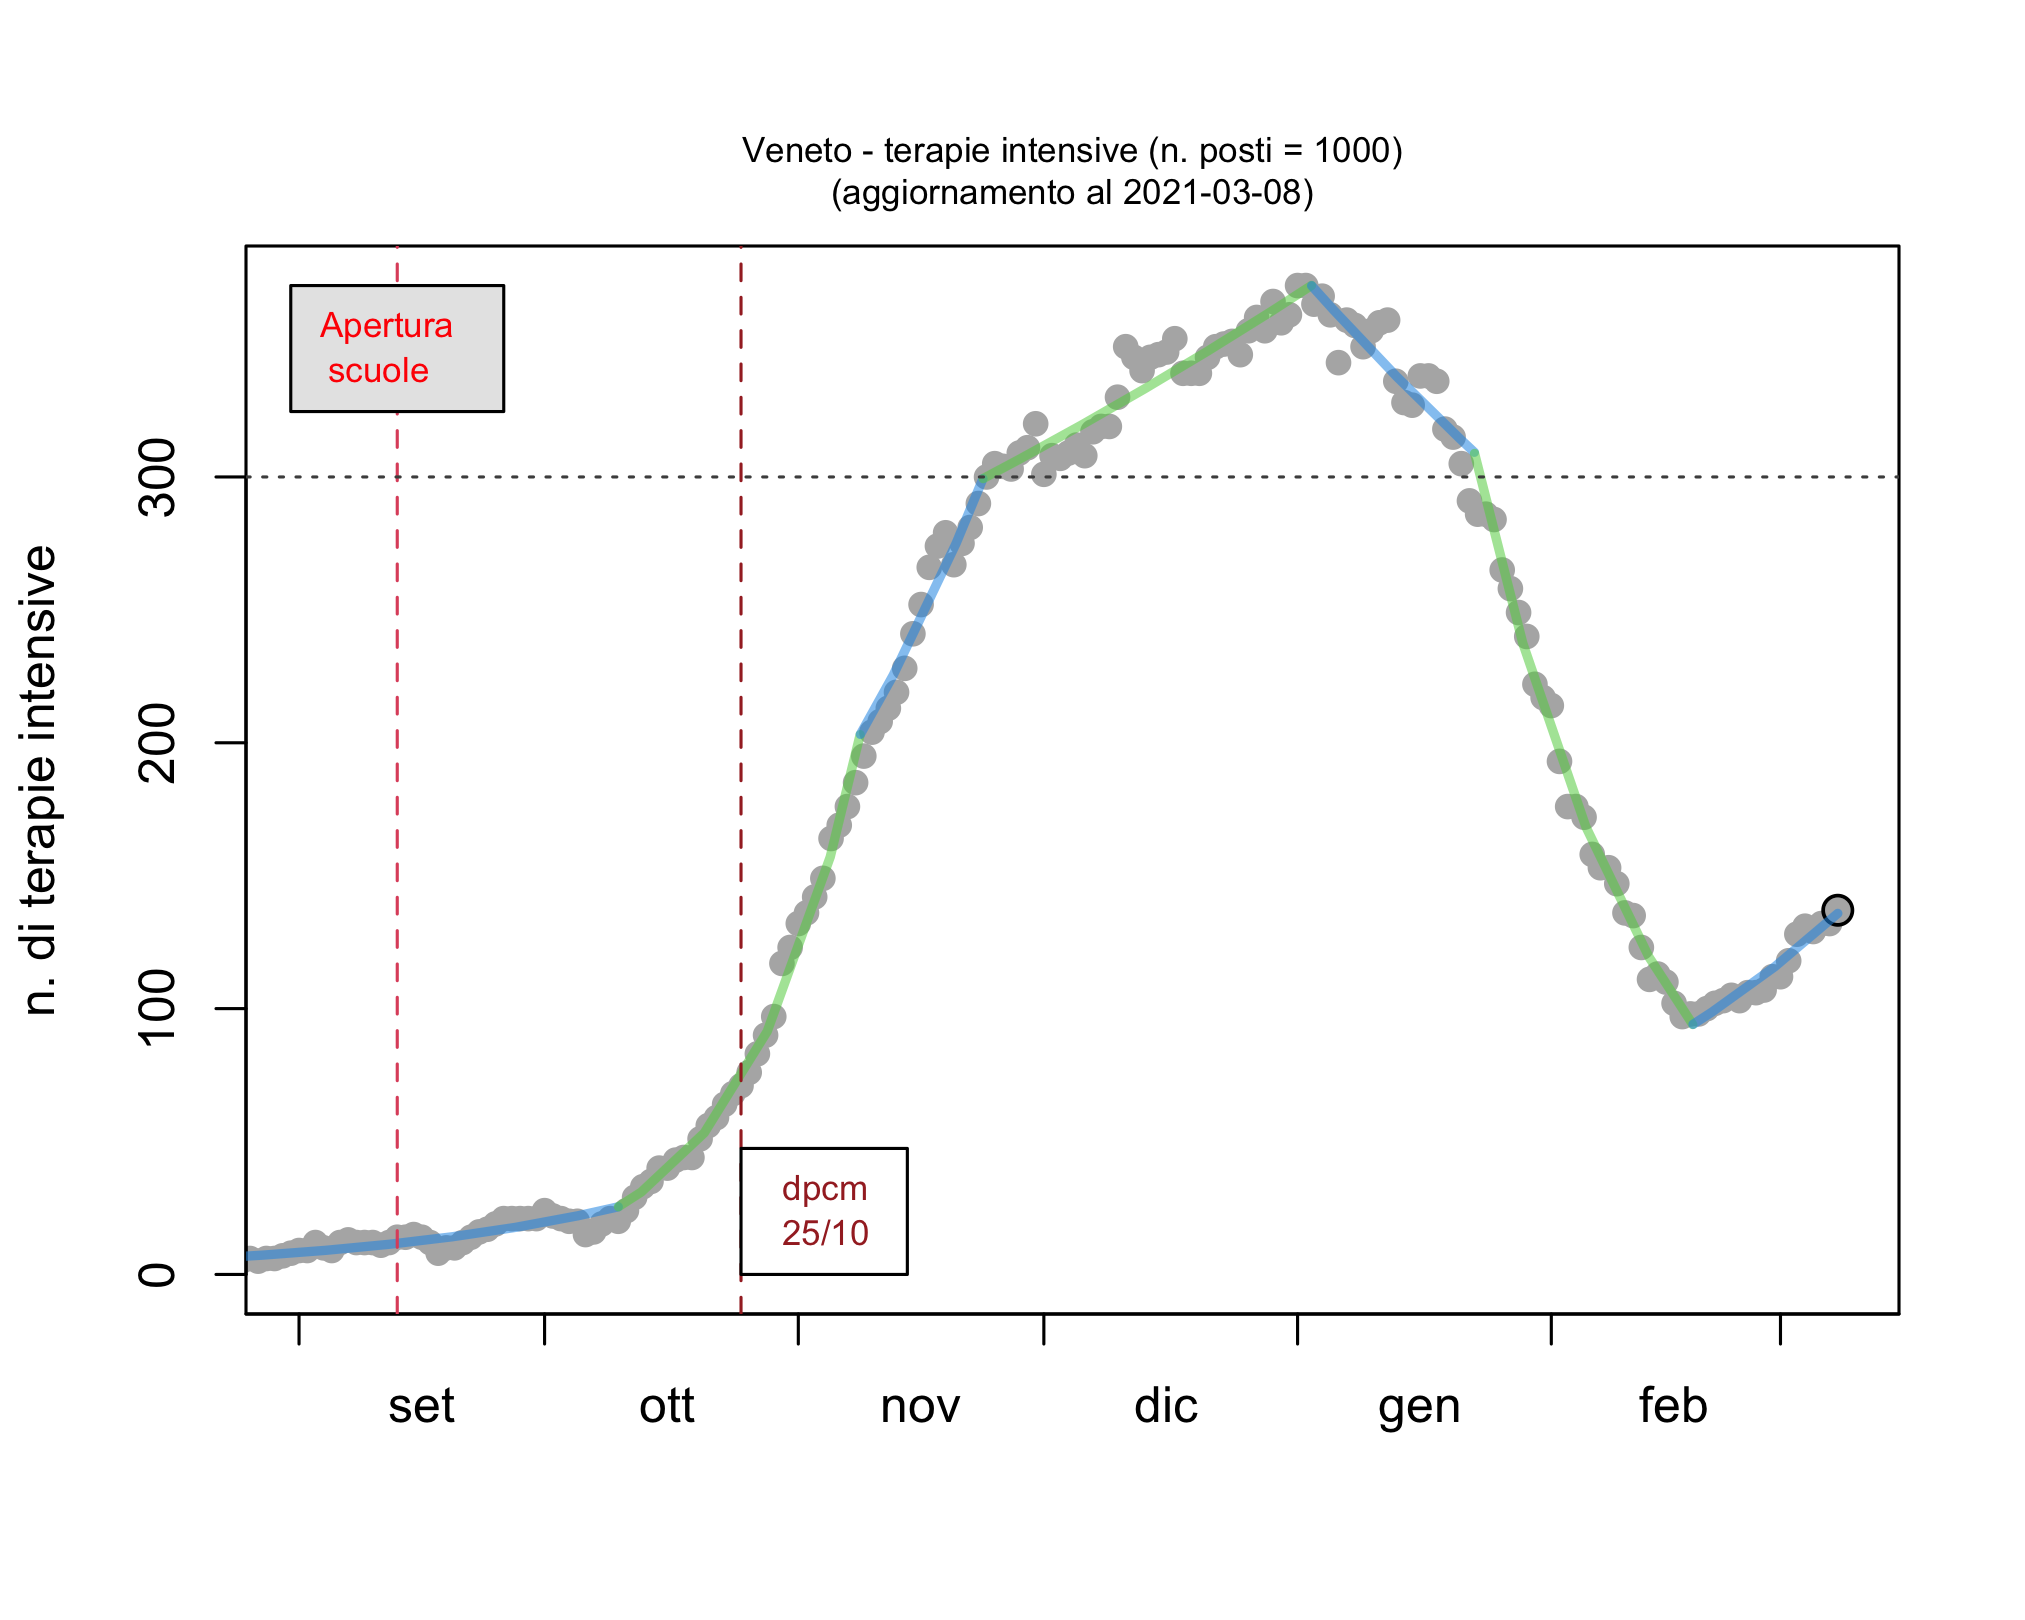 Veneto - terapie intensive (n. posti = 1000)
(aggiornamento al 2021-03-08)
Apertura
scuole
n. di terapie intensive
300
200
100
0
dpcm
25/10
set ott nov dic gen feb